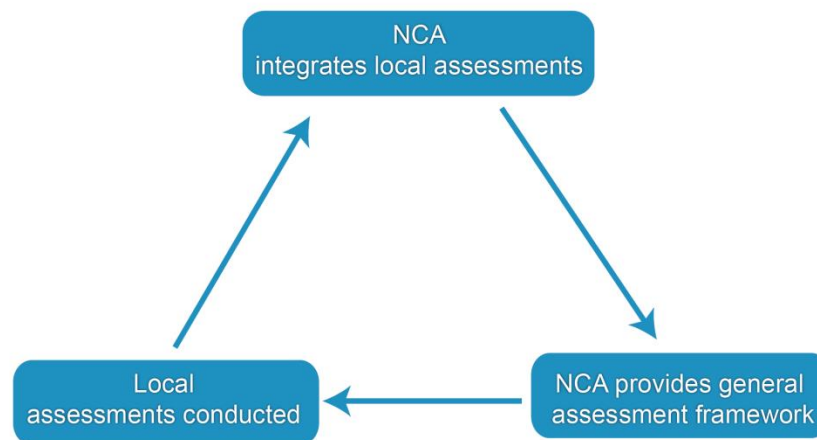 NCA
integrates local assessments
Local
assessments conducted
NCA provides general
assessment framework